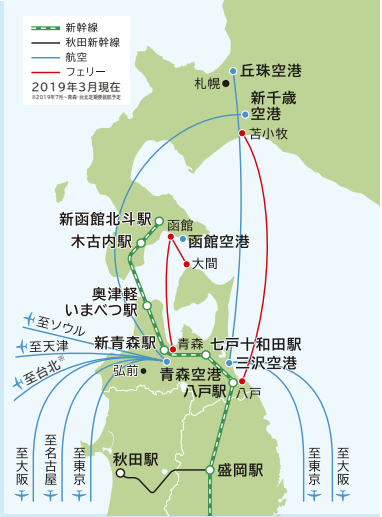 新幹線
秋田新幹線
航空
フェリー
2019年3月現在
※2019年7月～青森・台北定期便就航予定
丘珠空港
札幌
新千歳
空港
苫小牧
新函館北斗駅
函館
木古内駅
函館空港
大間
奥津軽
いまべつ駅
至ソウル
至天津
至台北※
新青森駅
青森
七戸十和田駅
三沢空港
弘前
青森空港
八戸駅
八戸
至大阪
至名古屋
至東京
秋田駅
盛岡駅
至東京
至大阪